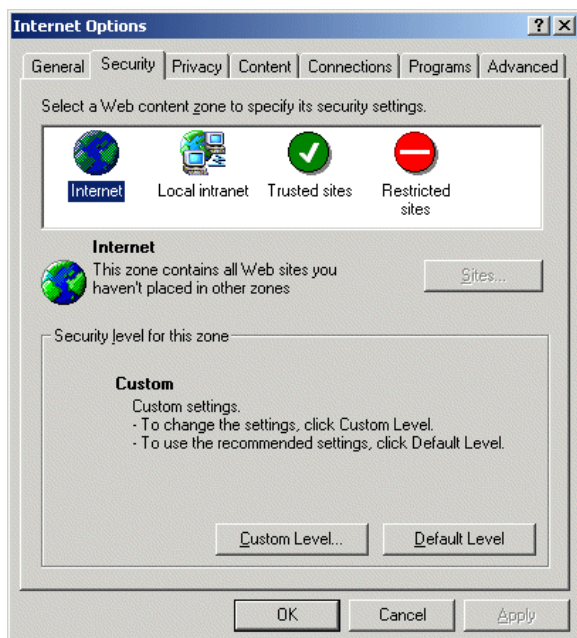 Internet Options
General Security Privacy Content Connections Programs Advanced
Select a Web content zone to specify its security settings.
Internet Local intranet Trusted sites Restricted
sites
Internet
This zone contains all Web sites you
haven't placed in other zones
Sites...
Security level for this zone
Custom
Custom settings.
- To change the settings, click Custom Level.
- To use the recommended settings, click Default Level.
Custom Level... Default Level
OK Cancel Apply